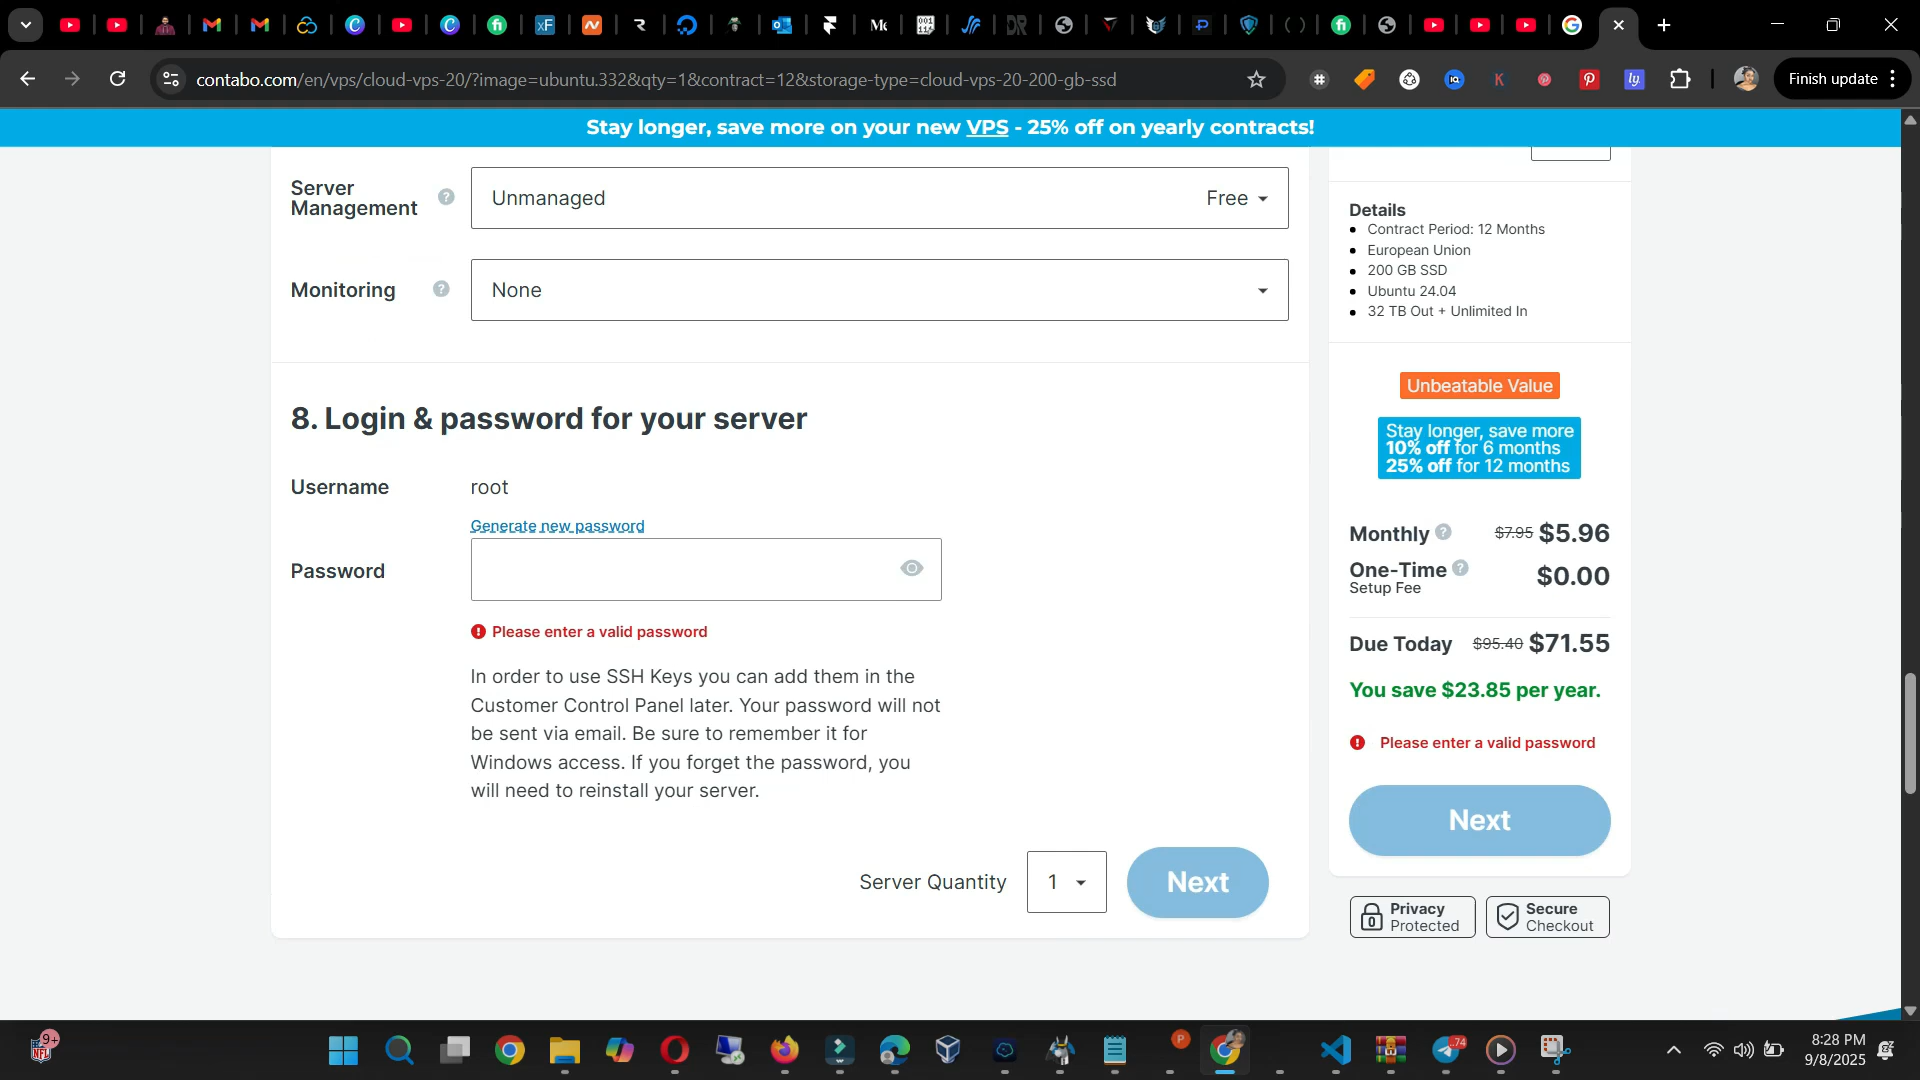 contabo.com/en/vps/cloud-vps-20/?image=ubuntu.332&qty=1&contract=12&storage-type=cloud-vps-20-200-gb-ssd
Finish update
Stay longer, save more on your new VPS - 25% off on yearly contracts!
Server
Management
Unmanaged
Free
Monitoring
None
8. Login & password for your server
Username
root
Generate new password
Password
Please enter a valid password
In order to use SSH Keys you can add them in the
Customer Control Panel later. Your password will not
be sent via email. Be sure to remember it for
Windows access. If you forget the password, you
will need to reinstall your server.
Server Quantity
1
Next
Details
Contract Period: 12 Months
European Union
200 GB SSD
Ubuntu 24.04
32 TB Out + Unlimited In
Unbeatable Value
Stay longer, save more
10% off for 6 months
25% off for 12 months
Monthly
$7.95 $5.96
One-Time
Setup Fee
$0.00
Due Today
$95.40 $71.55
You save $23.85 per year.
Please enter a valid password
Next
Privacy
Protected
Secure
Checkout
9+
NFL
P
74
8:28 PM
9/8/2025